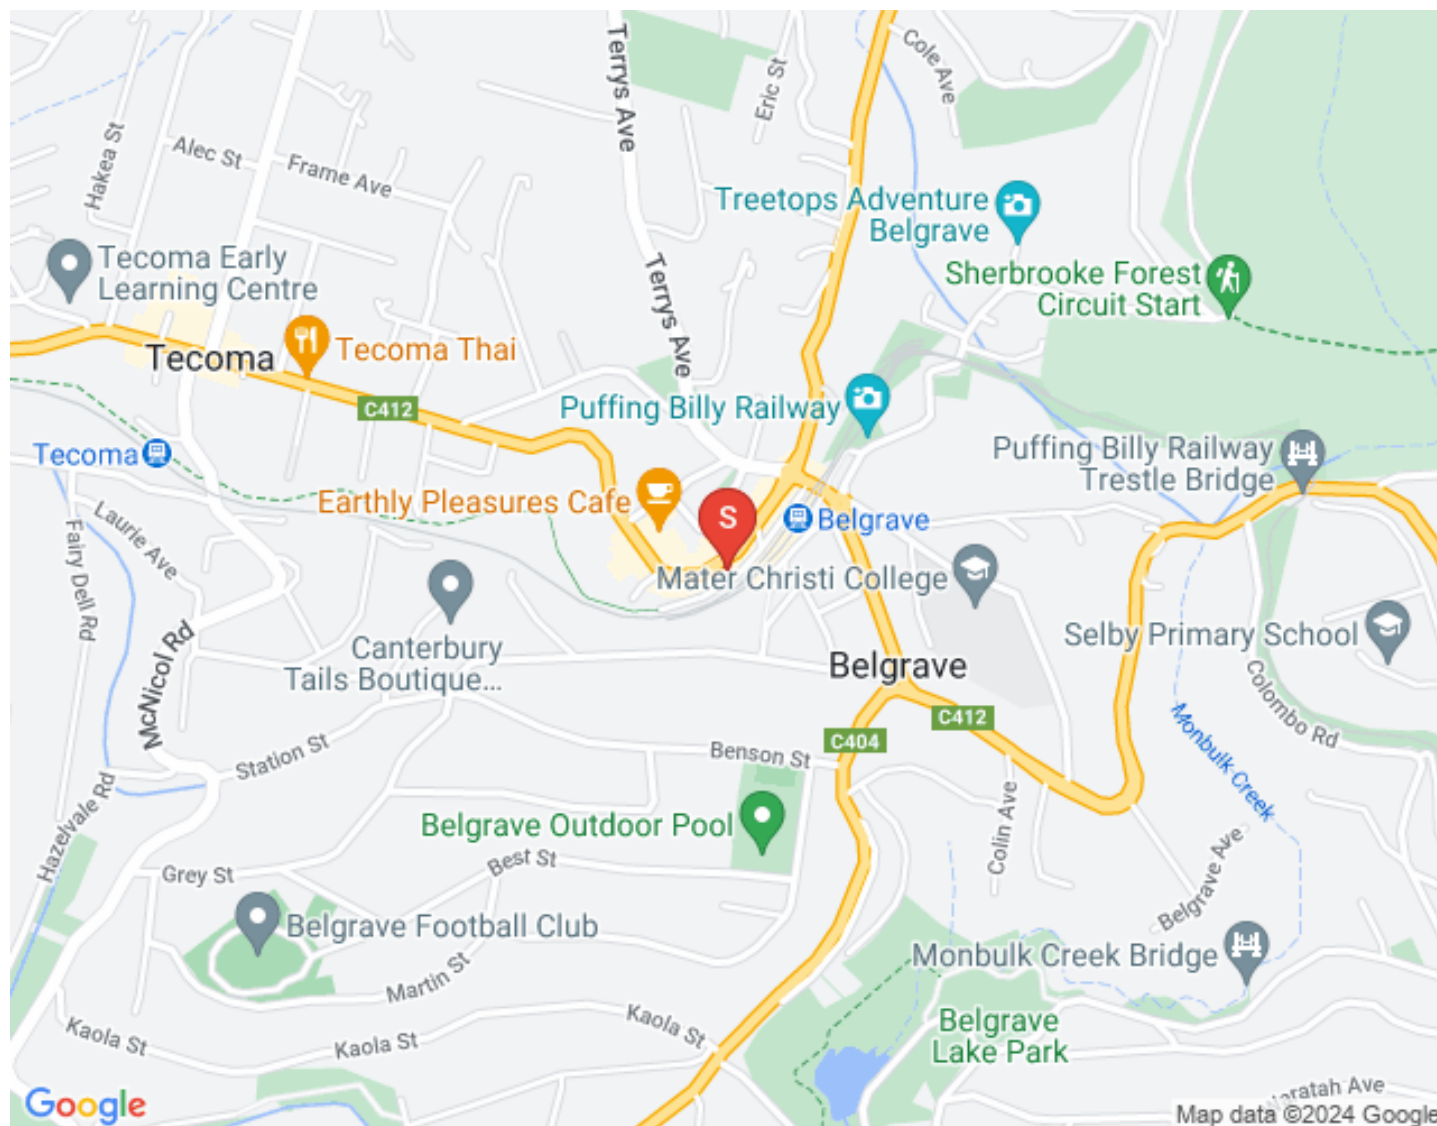 Terrys Ave
Cole Ave
Eric St
Hakea St
Alec St
Frame Ave
Treetops Adventure
Belgrave
Terrys Ave
Tecoma Early
Learning Centre
Sherbrooke Forest
Circuit Start
Tecoma
Tecoma Thai
C412
Puffing Billy Railway
Tecoma
Puffing Billy Railway
Trestle Bridge
Earthly Pleasures Cafe
S
Belgrave
Laurie Ave
Fairy Dell Rd
Mater Christi College
Canterbury
Tails Boutique...
Selby Primary School
McNicol Rd
Belgrave
C412
C404
Colombo Rd
Monbulk Creek
Station St
Benson St
Hazelvale Rd
Colin Ave
Belgrave Outdoor Pool
Belgrave Ave
Grey St
Best St
Belgrave Football Club
Monbulk Creek Bridge
Martin St
Kaola St
Kaola St
Kaola St
Belgrave
Lake Park
Google
Map data ©2024 Google